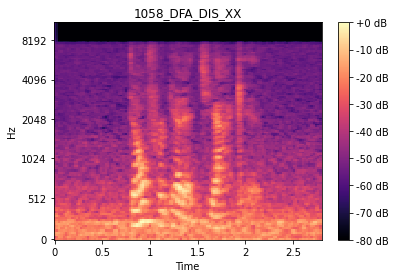 1058_DFA_DIS_XX
Hz
8192
4096
2048
1024
512
0
0
0.5
1
1.5
2
2.5
Time
+0 dB
-10 dB
-20 dB
-30 dB
-40 dB
-50 dB
-60 dB
-70 dB
-80 dB